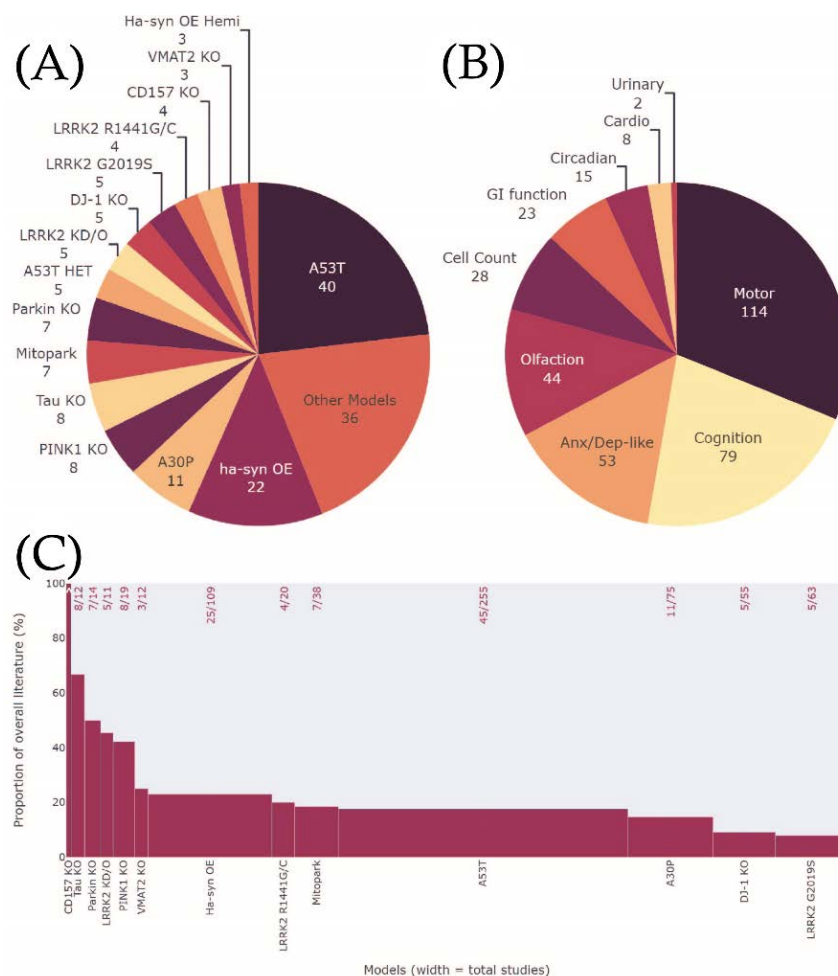 (A)
Ha-syn OE Hemi
3
VMAT2 KO
3
CD157 KO
4
LRRK2 R1441G/C
4
LRRK2 G2019S
5
DJ-1 KO
5
LRRK2 KD/O
5
A53T HET
5
Parkin KO
7
Mitopark
7
Tau KO
8
PINK1 KO
8
A30P
11
ha-syn OE
22
Other Models
36
A53T
40
(B)
Urinary
2
Cardio
8
Circadian
15
GI function
23
Cell Count
28
Olfaction
44
Anx/Dep-like
53
Cognition
79
Motor
114
(C)
Proportion of overall literature (%)
100
80
60
40
20
0
8/12
7/14
5/11
8/19
3/12
25/109
4/20
7/38
45/255
11/75
5/55
5/63
CD157 KO
Tau KO
Parkin KO
LRRK2 KD/O
PINK1 KO
VMAT2 KO
Ha-syn OE
LRRK2 R1441G/C
Mitopark
A53T
A30P
DJ-1 KO
LRRK2 G2019S
Models (width = total studies)